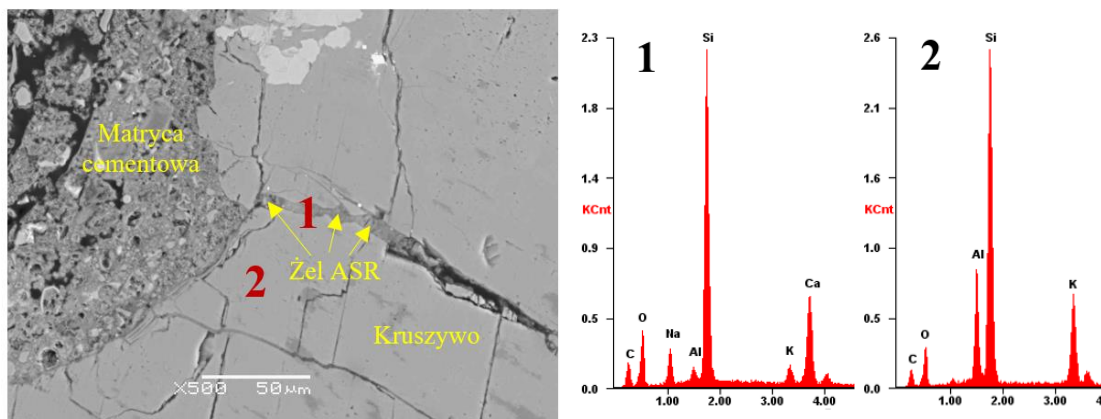 Matryca
cementowa
1
Żel ASR
2
Kruszywo
X500 50µm
1
2.3
1.8
1.4
KCnt
0.9
0.5
0.0
C
O
Na
Al
Si
K
Ca
1.00 2.00 3.00 4.00
2
2.6
2.1
1.6
KCnt
1.0
0.5
0.0
C
O
Al
Si
K
1.00 2.00 3.00